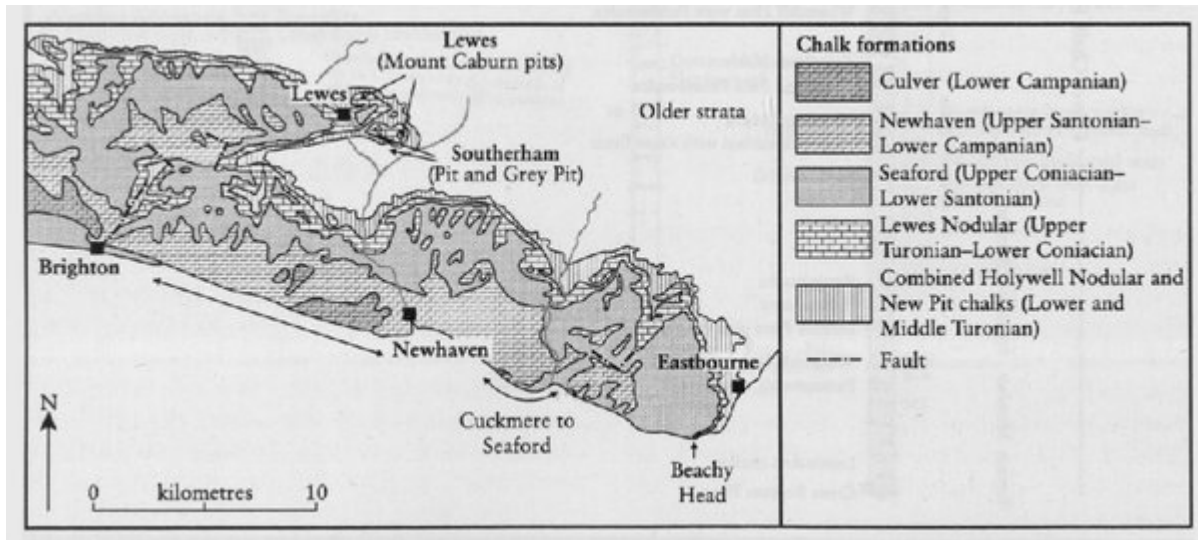 Lewes
(Mount Caburn pits)
Lewes
Older strata
Southerham
(Pit and Grey Pit)
Brighton
Newhaven
Eastbourne
Cuckmere to
Seaford
Beachy
Head
N
0 kilometres 10
Chalk formations
Culver (Lower Campanian)
Newhaven (Upper Santonian–
Lower Campanian)
Seaford (Upper Coniacian–
Lower Santonian)
Lewes Nodular (Upper
Turonian–Lower Coniacian)
Combined Holywell Nodular and
New Pit chalks (Lower and
Middle Turonian)
Fault